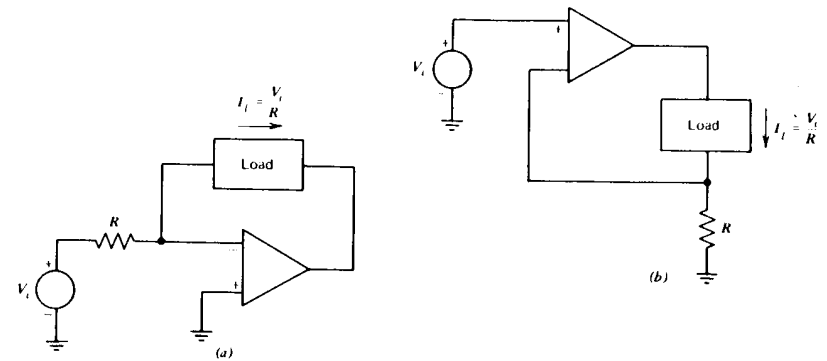 I_l = V_i / R
Load
R
+
−
V_i
+
−
+
(a)
+
V_i
+
−
Load
I_l = V_i / R
R
(b)